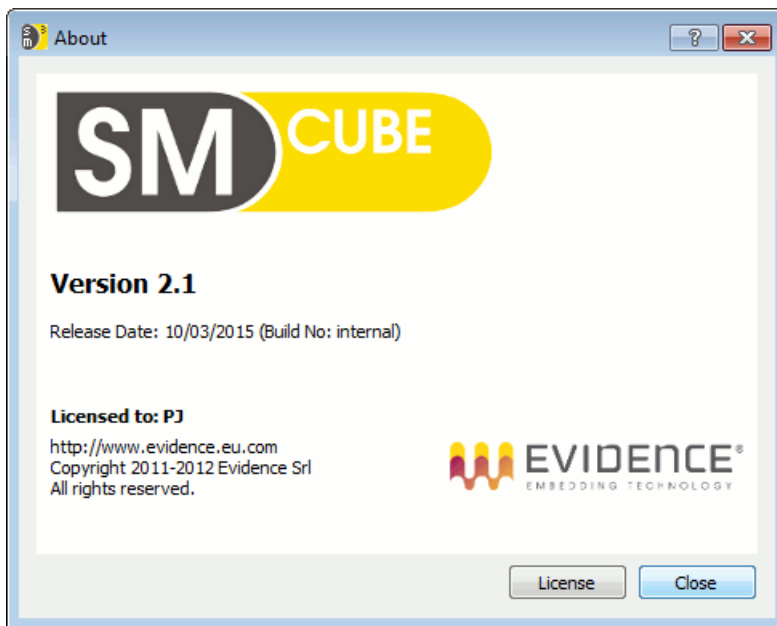 About
SM CUBE
Version 2.1
Release Date: 10/03/2015 (Build No: internal)
Licensed to: PJ
http://www.evidence.eu.com
Copyright 2011-2012 Evidence Srl
All rights reserved.
EVIDENCE®
EMBEDDING TECHNOLOGY
License
Close